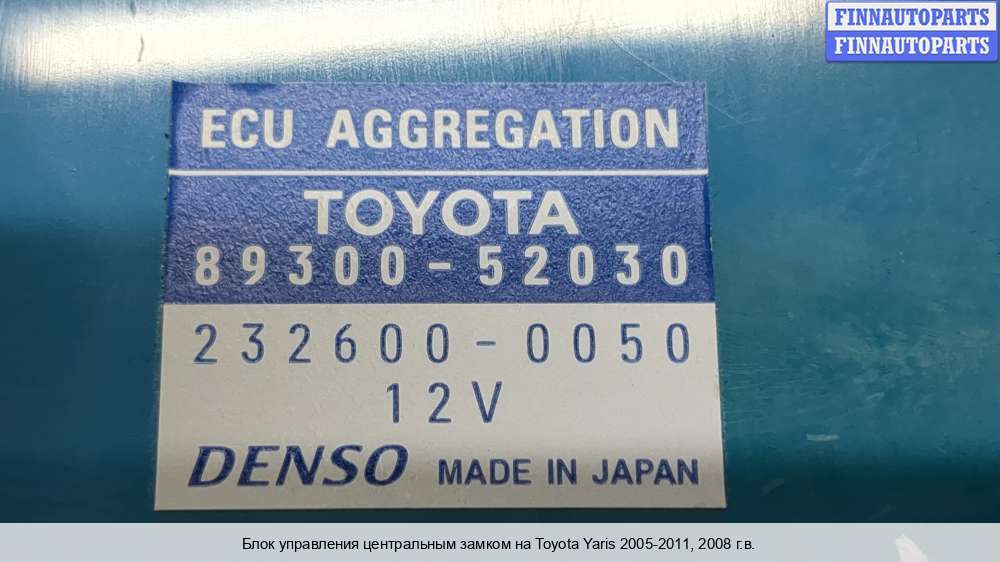 FINNAUTOPARTS
FINNAUTOPARTS
ECU AGGREGATION
TOYOTA
89300-52030
232600-0050
12V
DENSO MADE IN JAPAN
Блок управления центральным замком на Toyota Yaris 2005-2011, 2008 г.в.